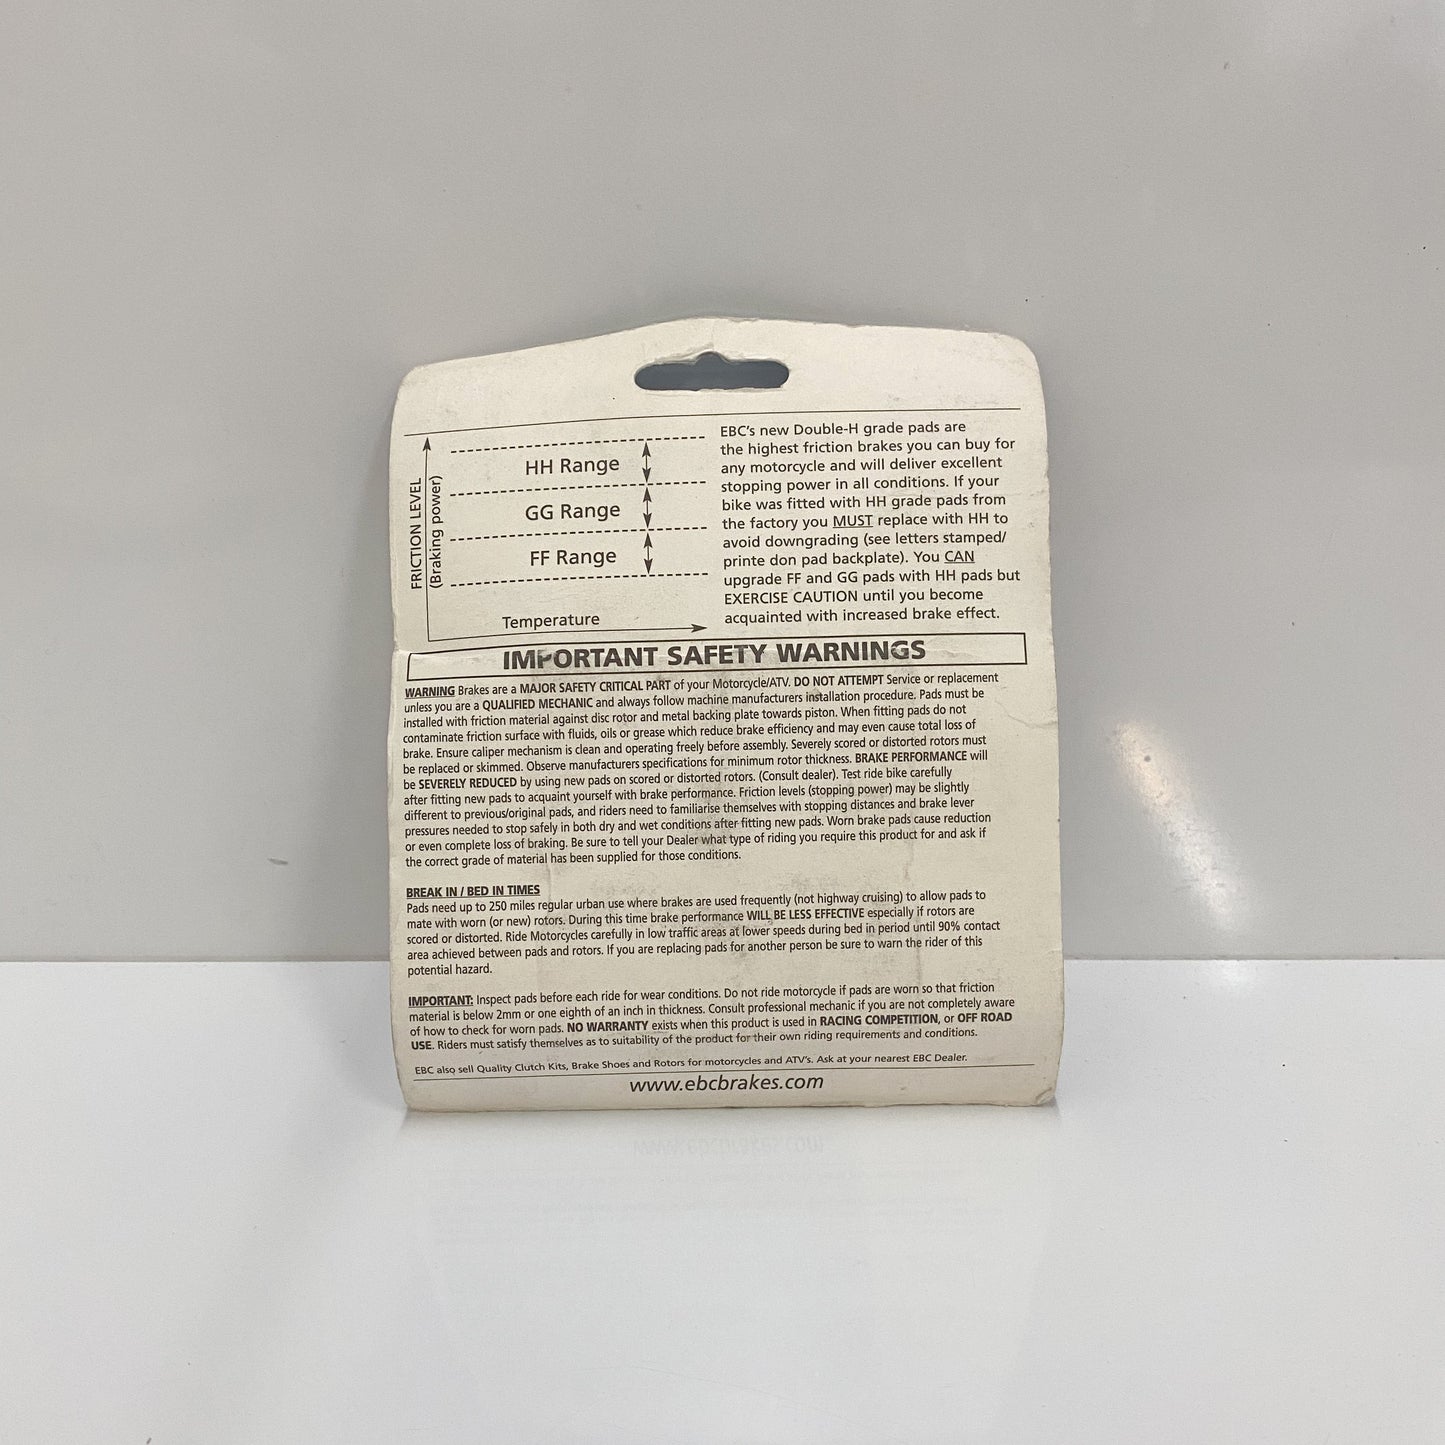 FRICTION LEVEL
(Braking power)
HH Range
GG Range
FF Range
Temperature
EBC's new Double-H grade pads are
the highest friction brakes you can buy for
any motorcycle and will deliver excellent
stopping power in all conditions. If your
bike was fitted with HH grade pads from
the factory you MUST replace with HH to
avoid downgrading (see letters stamped/
printe don pad backplate). You CAN
upgrade FF and GG pads with HH pads but
EXERCISE CAUTION until you become
acquainted with increased brake effect.
IMPORTANT SAFETY WARNINGS
WARNING Brakes are a MAJOR SAFETY CRITICAL PART of your Motorcycle/ATV. DO NOT ATTEMPT Service or replacement
unless you are a QUALIFIED MECHANIC and always follow machine manufacturers installation procedure. Pads must be
installed with friction material against disc rotor and metal backing plate towards piston. When fitting pads do not
contaminate friction surface with fluids, oils or grease which reduce brake efficiency and may even cause total loss of
brake. Ensure caliper mechanism is clean and operating freely before assembly. Severely scored or distorted rotors must
be replaced or skimmed. Observe manufacturers specifications for minimum rotor thickness. BRAKE PERFORMANCE will
be SEVERELY REDUCED by using new pads on scored or distorted rotors. (Consult dealer). Test ride bike carefully
after fitting new pads to acquaint yourself with brake performance. Friction levels (stopping power) may be slightly
different to previous/original pads, and riders need to familiarise themselves with stopping distances and brake lever
pressures needed to stop safely in both dry and wet conditions after fitting new pads. Worn brake pads cause reduction
or even complete loss of braking. Be sure to tell your Dealer what type of riding you require this product for and ask if
the correct grade of material has been supplied for those conditions.
BREAK IN / BED IN TIMES
Pads need up to 250 miles regular urban use where brakes are used frequently (not highway cruising) to allow pads to
mate with worn (or new) rotors. During this time brake performance WILL BE LESS EFFECTIVE especially if rotors are
scored or distorted. Ride Motorcycles carefully in low traffic areas at lower speeds during bed in period until 90% contact
area achieved between pads and rotors. If you are replacing pads for another person be sure to warn the rider of this
potential hazard.
IMPORTANT: Inspect pads before each ride for wear conditions. Do not ride motorcycle if pads are worn so that friction
material is below 2mm or one eighth of an inch in thickness. Consult professional mechanic if you are not completely aware
of how to check for worn pads. NO WARRANTY exists when this product is used in RACING COMPETITION, or OFF ROAD
USE. Riders must satisfy themselves as to suitability of the product for their own riding requirements and conditions.
EBC also sell Quality Clutch Kits, Brake Shoes and Rotors for motorcycles and ATV's. Ask at your nearest EBC Dealer.
www.ebcbrakes.com